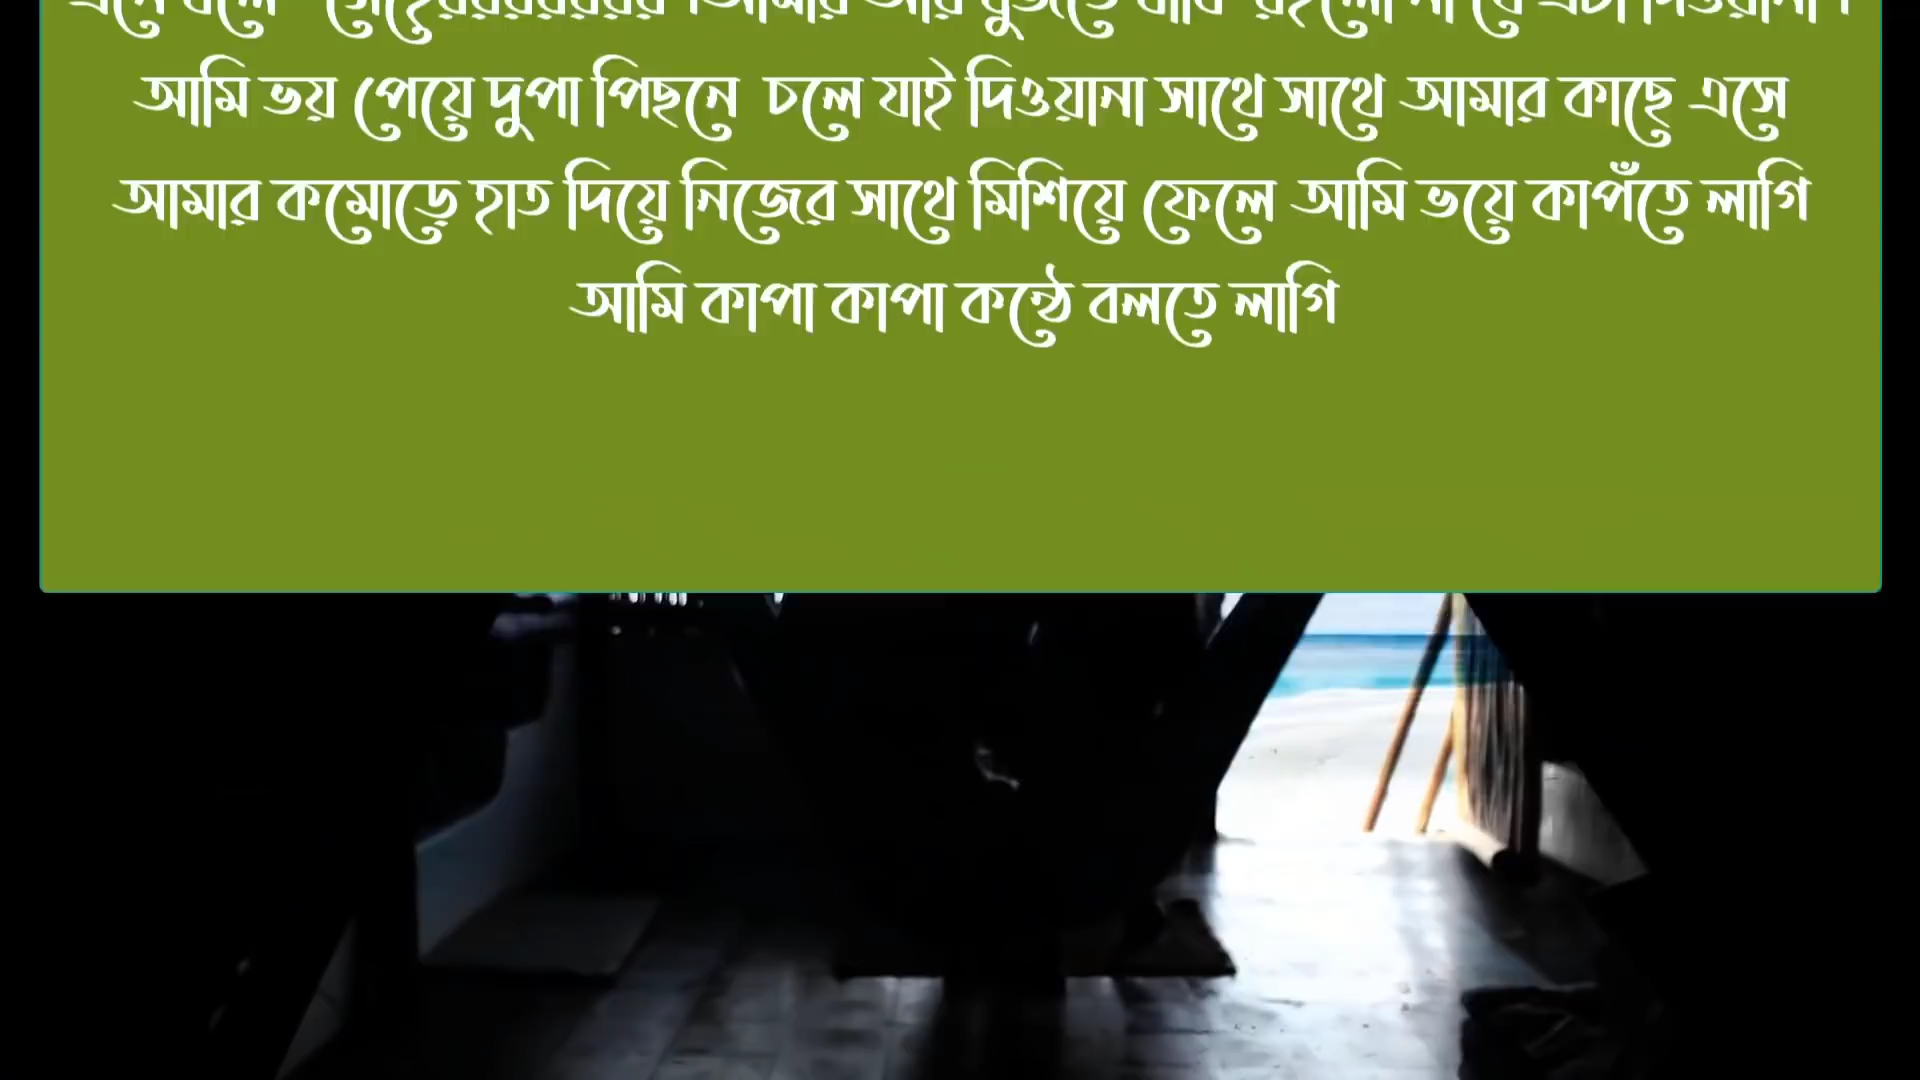 আমি ভয় পেয়ে দুপা পিছনে চলে যাই দিওয়ানা সাথে সাথে আমার কাছে এসে
আমার কমোড়ে হাত দিয়ে নিজের সাথে মিশিয়ে ফেলে আমি ভয়ে কাপঁতে লাগি
আমি কাপা কাপা কন্ঠে বলতে লাগি